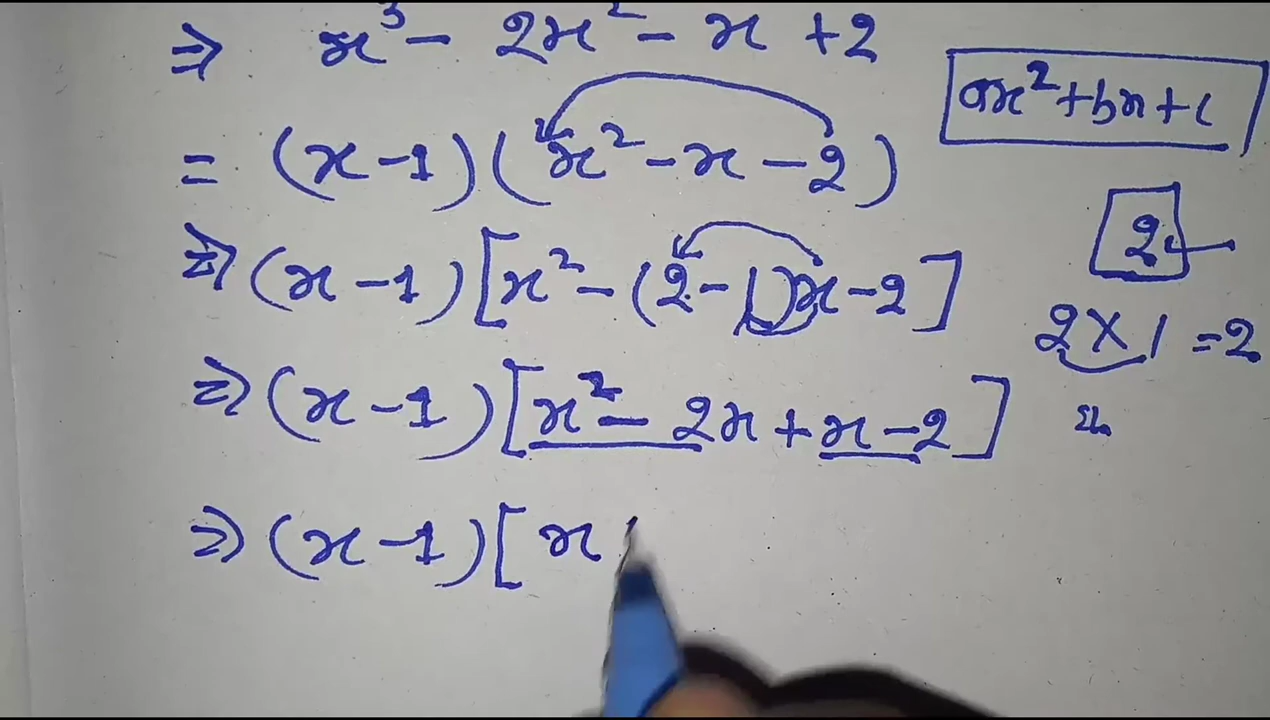 ⇒ x³ - 2x² - x + 2
ax² + bx + c
= (x - 1)(x² - x - 2)
2
⇒ (x - 1)[x² - (2 - 1)x - 2]
2 × 1 = 2
⇒ (x - 1)[x² - 2x + x - 2]
⇒ (x - 1)[x